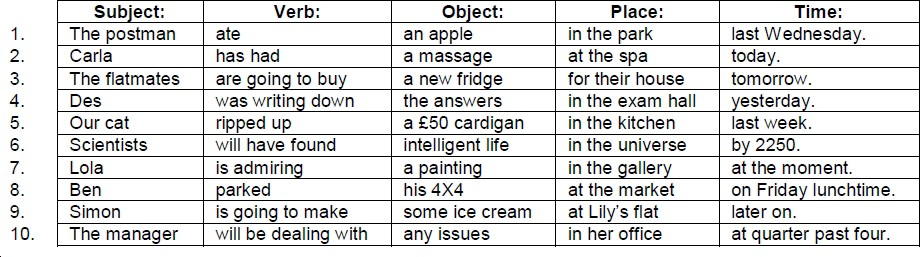 Subject: Verb: Object: Place: Time:
1. The postman ate an apple in the park last Wednesday.
2. Carla has had a massage at the spa today.
3. The flatmates are going to buy a new fridge for their house tomorrow.
4. Des was writing down the answers in the exam hall yesterday.
5. Our cat ripped up a £50 cardigan in the kitchen last week.
6. Scientists will have found intelligent life in the universe by 2250.
7. Lola is admiring a painting in the gallery at the moment.
8. Ben parked his 4X4 at the market on Friday lunchtime.
9. Simon is going to make some ice cream at Lily's flat later on.
10. The manager will be dealing with any issues in her office at quarter past four.